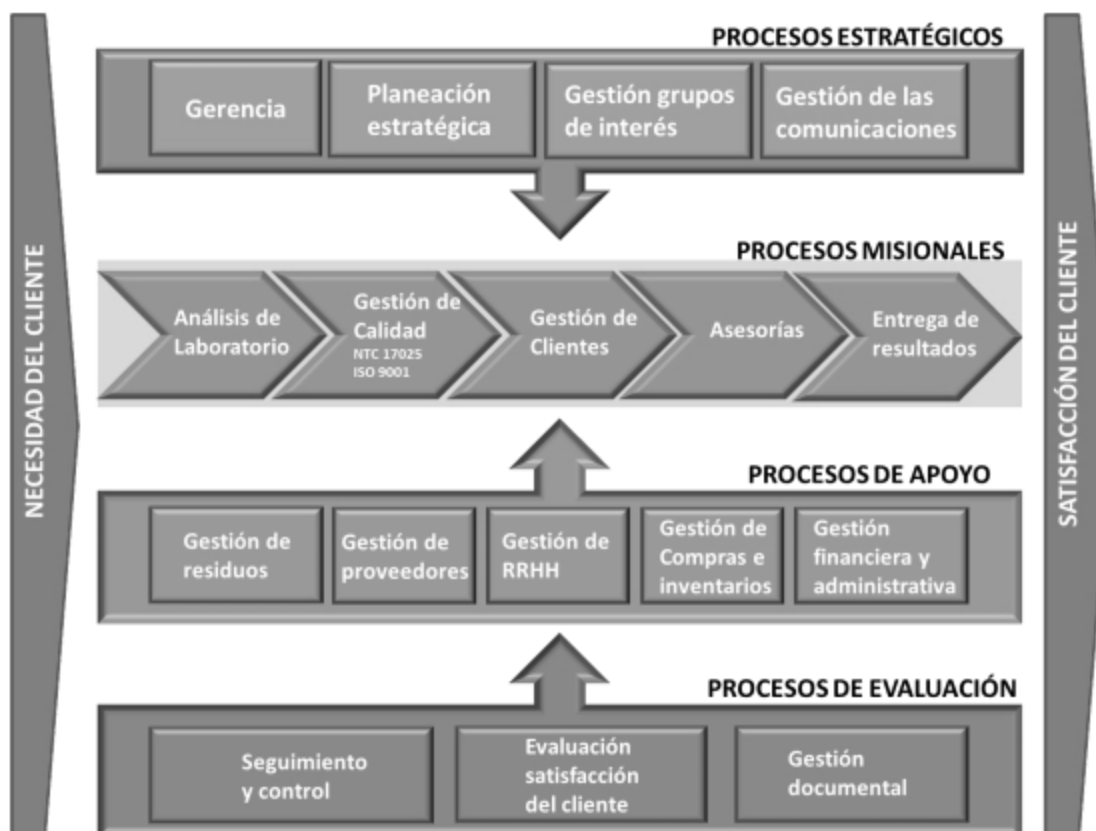 NECESIDAD DEL CLIENTE
PROCESOS ESTRATÉGICOS
Gerencia
Planeación
estratégica
Gestión grupos
de interés
Gestión de las
comunicaciones
PROCESOS MISIONALES
Análisis de
Laboratorio
Gestión de
Calidad
NTC 17025
ISO 9001
Gestión de
Clientes
Asesorías
Entrega de
resultados
PROCESOS DE APOYO
Gestión de
residuos
Gestión de
proveedores
Gestión de
RRHH
Gestión de
Compras e
inventarios
Gestión
financiera y
administrativa
PROCESOS DE EVALUACIÓN
Seguimiento
y control
Evaluación
satisfacción
del cliente
Gestión
documental
SATISFACCIÓN DEL CLIENTE